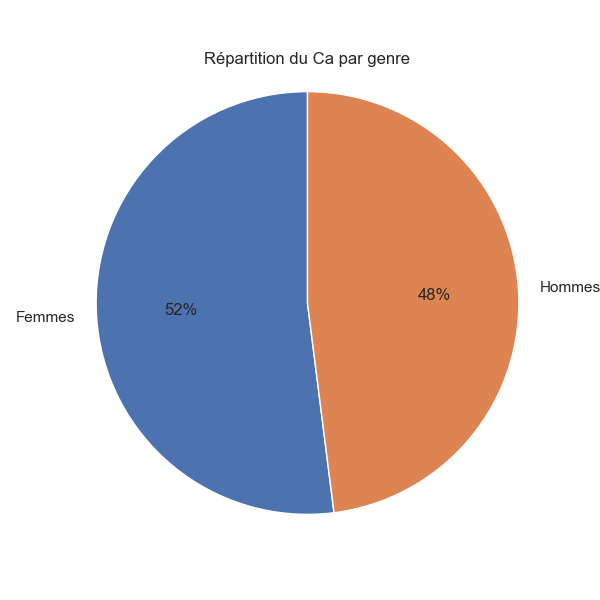 Répartition du Ca par genre
Hommes
48%
52%
Femmes